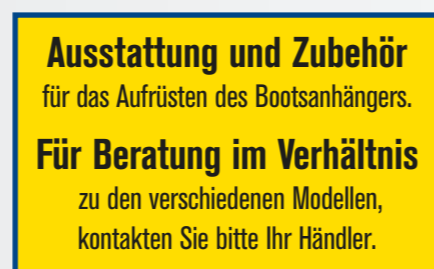 Ausstattung und Zubehör
für das Aufrüsten des Bootsanhängers.
Für Beratung im Verhältnis
zu den verschiedenen Modellen,
kontakten Sie bitte Ihr Händler.